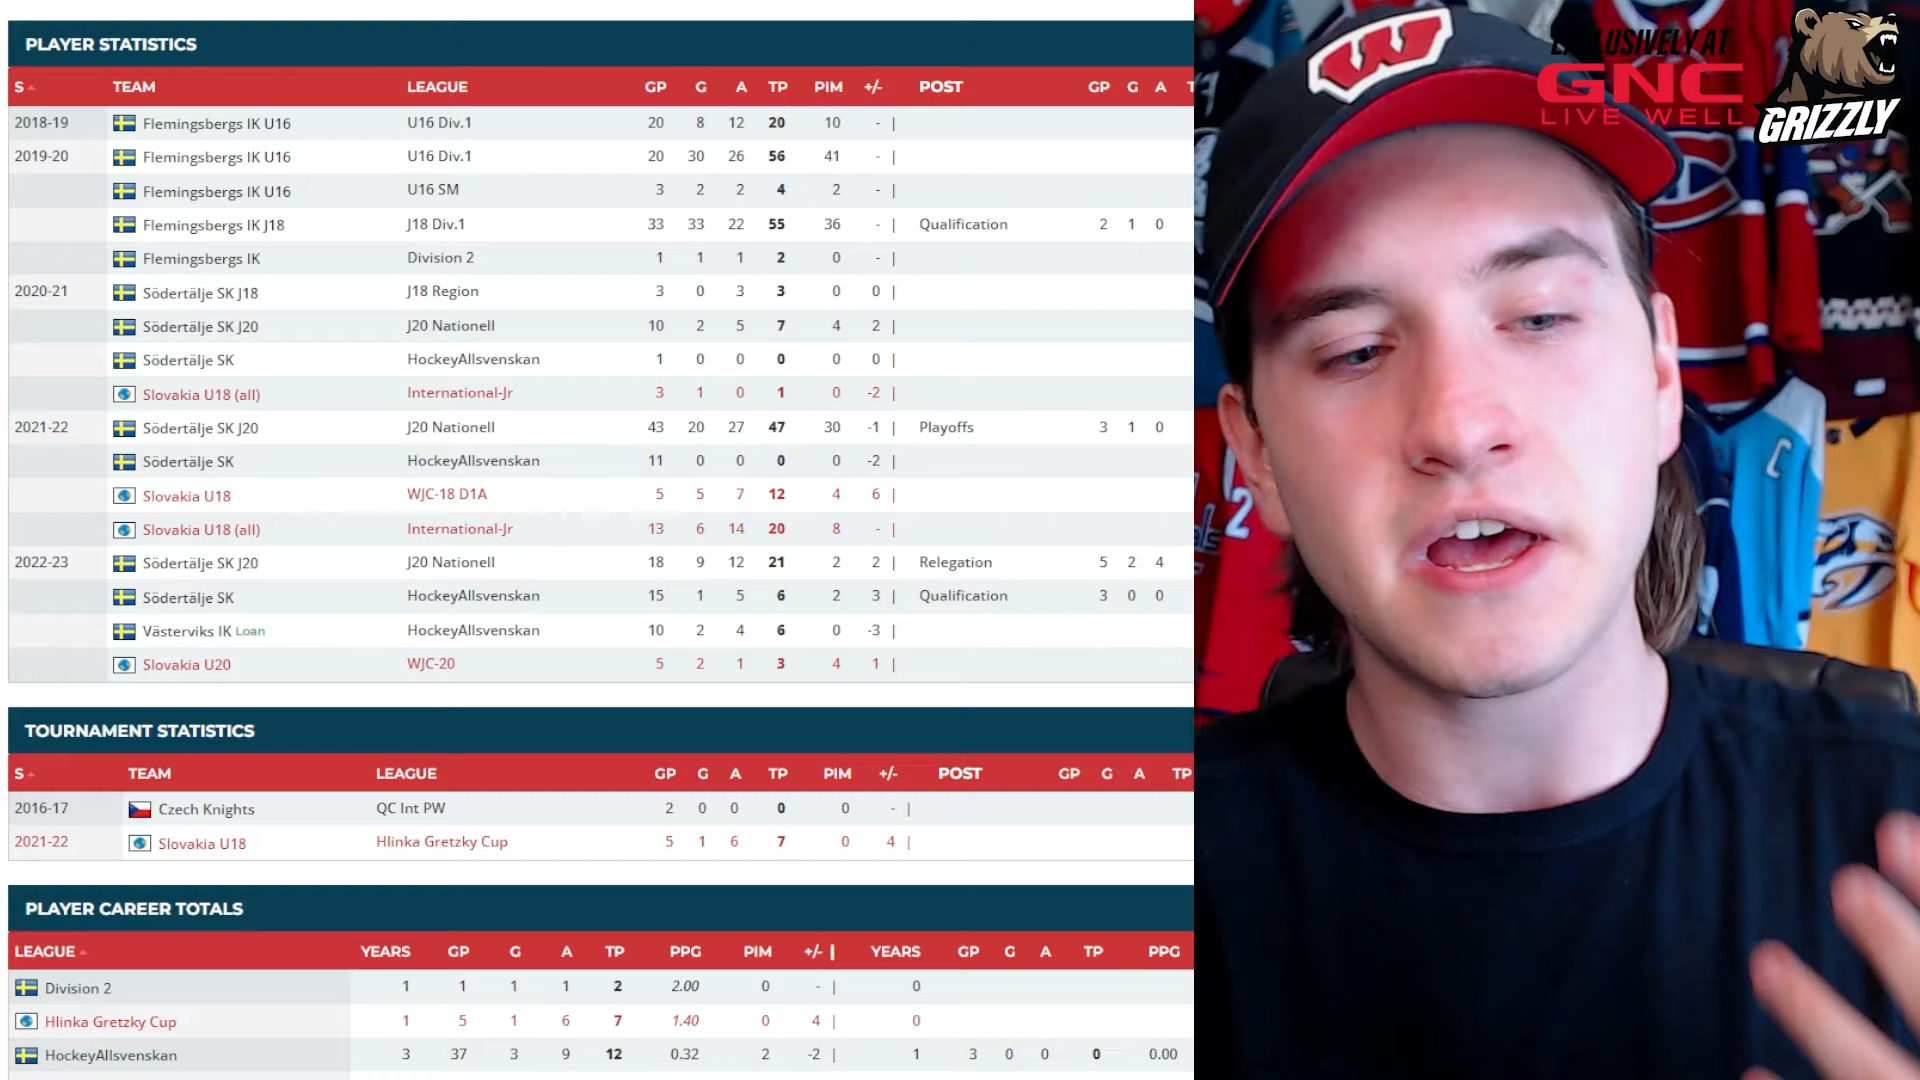 PLAYER STATISTICS
S TEAM LEAGUE GP G A TP PIM +/- POST GP G A T
2018-19 Flemingsbergs IK U16 U16 Div.1 20 8 12 20 10 - |
2019-20 Flemingsbergs IK U16 U16 Div.1 20 30 26 56 41 - |
Flemingsbergs IK U16 U16 SM 3 2 2 4 2 - |
Flemingsbergs IK J18 J18 Div.1 33 33 22 55 36 - | Qualification 2 1 0
Flemingsbergs IK Division 2 1 1 1 2 0 - |
2020-21 Södertälje SK J18 J18 Region 3 0 3 3 0 0 |
Södertälje SK J20 J20 Nationell 10 2 5 7 4 2 |
Södertälje SK HockeyAllsvenskan 1 0 0 0 0 0 |
Slovakia U18 (all) International-Jr 3 1 0 1 0 -2 |
2021-22 Södertälje SK J20 J20 Nationell 43 20 27 47 30 -1 | Playoffs 3 1 0
Södertälje SK HockeyAllsvenskan 11 0 0 0 0 -2 |
Slovakia U18 WJC-18 D1A 5 5 7 12 4 6 |
Slovakia U18 (all) International-Jr 13 6 14 20 8 - |
2022-23 Södertälje SK J20 J20 Nationell 18 9 12 21 2 2 | Relegation 5 2 4
Södertälje SK HockeyAllsvenskan 15 1 5 6 2 3 | Qualification 3 0 0
Västerviks IK Loan HockeyAllsvenskan 10 2 4 6 0 -3 |
Slovakia U20 WJC-20 5 2 1 3 4 1 |
TOURNAMENT STATISTICS
S TEAM LEAGUE GP G A TP PIM +/- POST GP G A TP
2016-17 Czech Knights QC Int PW 2 0 0 0 0 - |
2021-22 Slovakia U18 Hlinka Gretzky Cup 5 1 6 7 0 4 |
PLAYER CAREER TOTALS
LEAGUE YEARS GP G A TP PPG PIM +/- | YEARS GP G A TP PPG
Division 2 1 1 1 1 2 2.00 0 - | 0
Hlinka Gretzky Cup 1 5 1 6 7 1.40 0 4 | 0
HockeyAllsvenskan 3 37 3 9 12 0.32 2 -2 | 1 3 0 0 0 0.00
W
EXCLUSIVELY AT
GNC
LIVE WELL
GRIZZLY
C
2